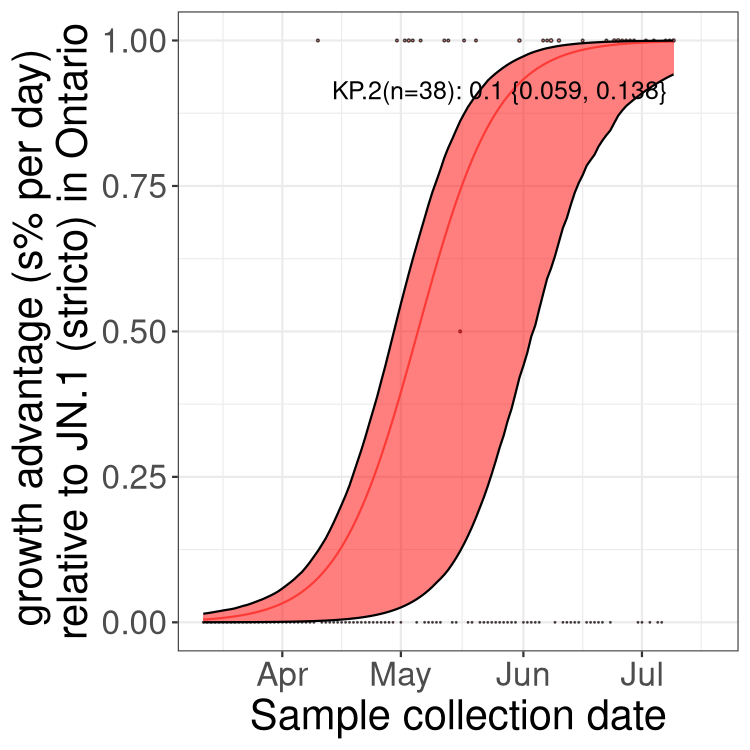 growth advantage (s% per day)
relative to JN.1 (stricto) in Ontario
1.00
0.75
0.50
0.25
0.00
KP.2(n=38): 0.1 {0.059, 0.138}
Apr May Jun Jul
Sample collection date